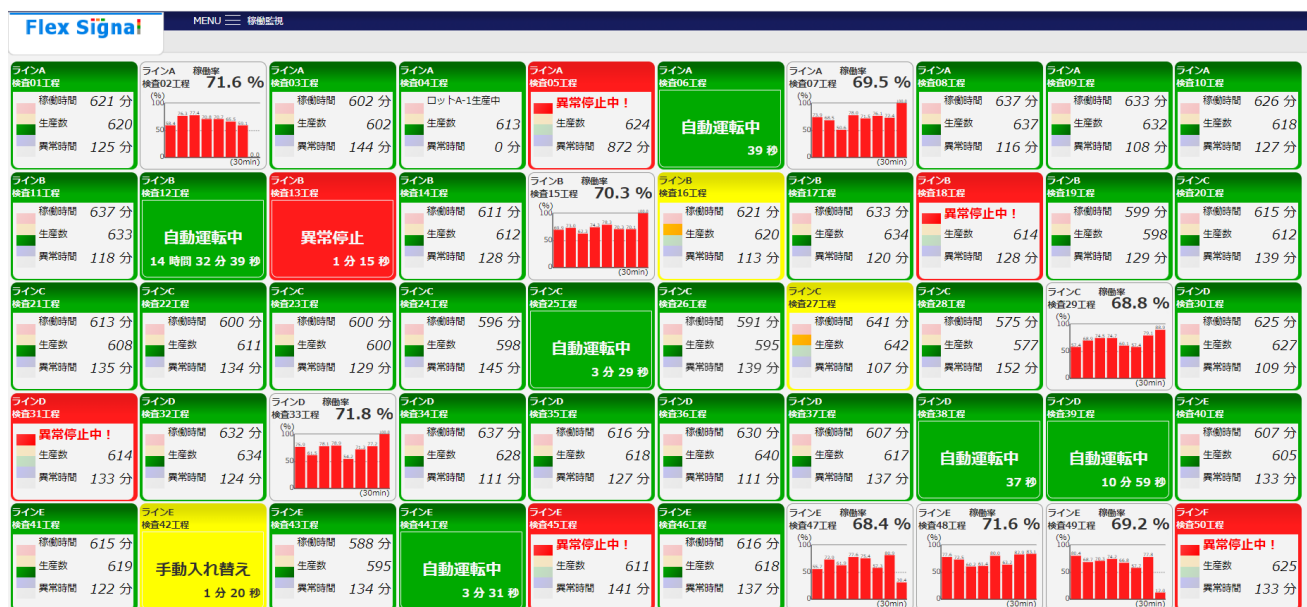 Flex Signal
MENU 稼働監視
ラインA
検査01工程
稼働時間 621 分
生産数 620
異常時間 125 分
ラインA 稼働率
検査02工程 71.6 %
(%)
100
50
0
(30min)
ラインA
検査03工程
稼働時間 602 分
生産数 602
異常時間 144 分
ラインA
検査04工程
ロットA-1生産中
生産数 613
異常時間 0 分
ラインA
検査05工程
異常停止中！
生産数 624
異常時間 872 分
ラインA
検査06工程
自動運転中
39 秒
ラインA 稼働率
検査07工程 69.5 %
(%)
100
50
0
(30min)
ラインA
検査08工程
稼働時間 637 分
生産数 637
異常時間 116 分
ラインA
検査09工程
稼働時間 633 分
生産数 632
異常時間 108 分
ラインA
検査10工程
稼働時間 626 分
生産数 618
異常時間 127 分
ラインB
検査11工程
稼働時間 637 分
生産数 633
異常時間 118 分
ラインB
検査12工程
自動運転中
14 時間 32 分 39 秒
ラインB
検査13工程
異常停止
1 分 15 秒
ラインB
検査14工程
稼働時間 611 分
生産数 612
異常時間 128 分
ラインB 稼働率
検査15工程 70.3 %
(%)
100
50
0
(30min)
ラインB
検査16工程
稼働時間 621 分
生産数 620
異常時間 113 分
ラインB
検査17工程
稼働時間 633 分
生産数 634
異常時間 120 分
ラインB
検査18工程
異常停止中！
生産数 614
異常時間 128 分
ラインB
検査19工程
稼働時間 599 分
生産数 598
異常時間 129 分
ラインC
検査20工程
稼働時間 615 分
生産数 612
異常時間 139 分
ラインC
検査21工程
稼働時間 613 分
生産数 608
異常時間 135 分
ラインC
検査22工程
稼働時間 600 分
生産数 611
異常時間 134 分
ラインC
検査23工程
稼働時間 600 分
生産数 600
異常時間 129 分
ラインC
検査24工程
稼働時間 596 分
生産数 598
異常時間 145 分
ラインC
検査25工程
自動運転中
3 分 29 秒
ラインC
検査26工程
稼働時間 591 分
生産数 595
異常時間 139 分
ラインC
検査27工程
稼働時間 641 分
生産数 642
異常時間 107 分
ラインC
検査28工程
稼働時間 575 分
生産数 577
異常時間 152 分
ラインC 稼働率
検査29工程 68.8 %
(%)
100
50
0
(30min)
ラインD
検査30工程
稼働時間 625 分
生産数 627
異常時間 109 分
ラインD
検査31工程
異常停止中！
生産数 614
異常時間 133 分
ラインD
検査32工程
稼働時間 632 分
生産数 634
異常時間 124 分
ラインD 稼働率
検査33工程 71.8 %
(%)
100
50
0
(30min)
ラインD
検査34工程
稼働時間 637 分
生産数 628
異常時間 111 分
ラインD
検査35工程
稼働時間 616 分
生産数 618
異常時間 127 分
ラインD
検査36工程
稼働時間 630 分
生産数 640
異常時間 111 分
ラインD
検査37工程
稼働時間 607 分
生産数 617
異常時間 137 分
ラインD
検査38工程
自動運転中
37 秒
ラインD
検査39工程
自動運転中
10 分 59 秒
ラインE
検査40工程
稼働時間 607 分
生産数 605
異常時間 133 分
ラインE
検査41工程
稼働時間 615 分
生産数 619
異常時間 122 分
ラインE
検査42工程
手動入れ替え
1 分 20 秒
ラインE
検査43工程
稼働時間 588 分
生産数 595
異常時間 134 分
ラインE
検査44工程
自動運転中
3 分 31 秒
ラインE
検査45工程
異常停止中！
生産数 611
異常時間 141 分
ラインE
検査46工程
稼働時間 616 分
生産数 618
異常時間 137 分
ラインE 稼働率
検査47工程 68.4 %
(%)
100
50
0
(30min)
ラインE 稼働率
検査48工程 71.6 %
(%)
100
50
0
(30min)
ラインE 稼働率
検査49工程 69.2 %
(%)
100
50
0
(30min)
ラインF
検査50工程
異常停止中！
生産数 625
異常時間 133 分